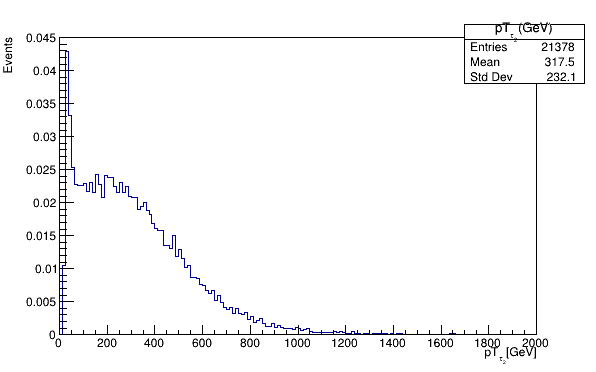 pT_τ_2 (GeV)
Entries 21378
Mean 317.5
Std Dev 232.1
Events
0.045
0.04
0.035
0.03
0.025
0.02
0.015
0.01
0.005
0
0 200 400 600 800 1000 1200 1400 1600 1800 2000
pT_τ_2 [GeV]